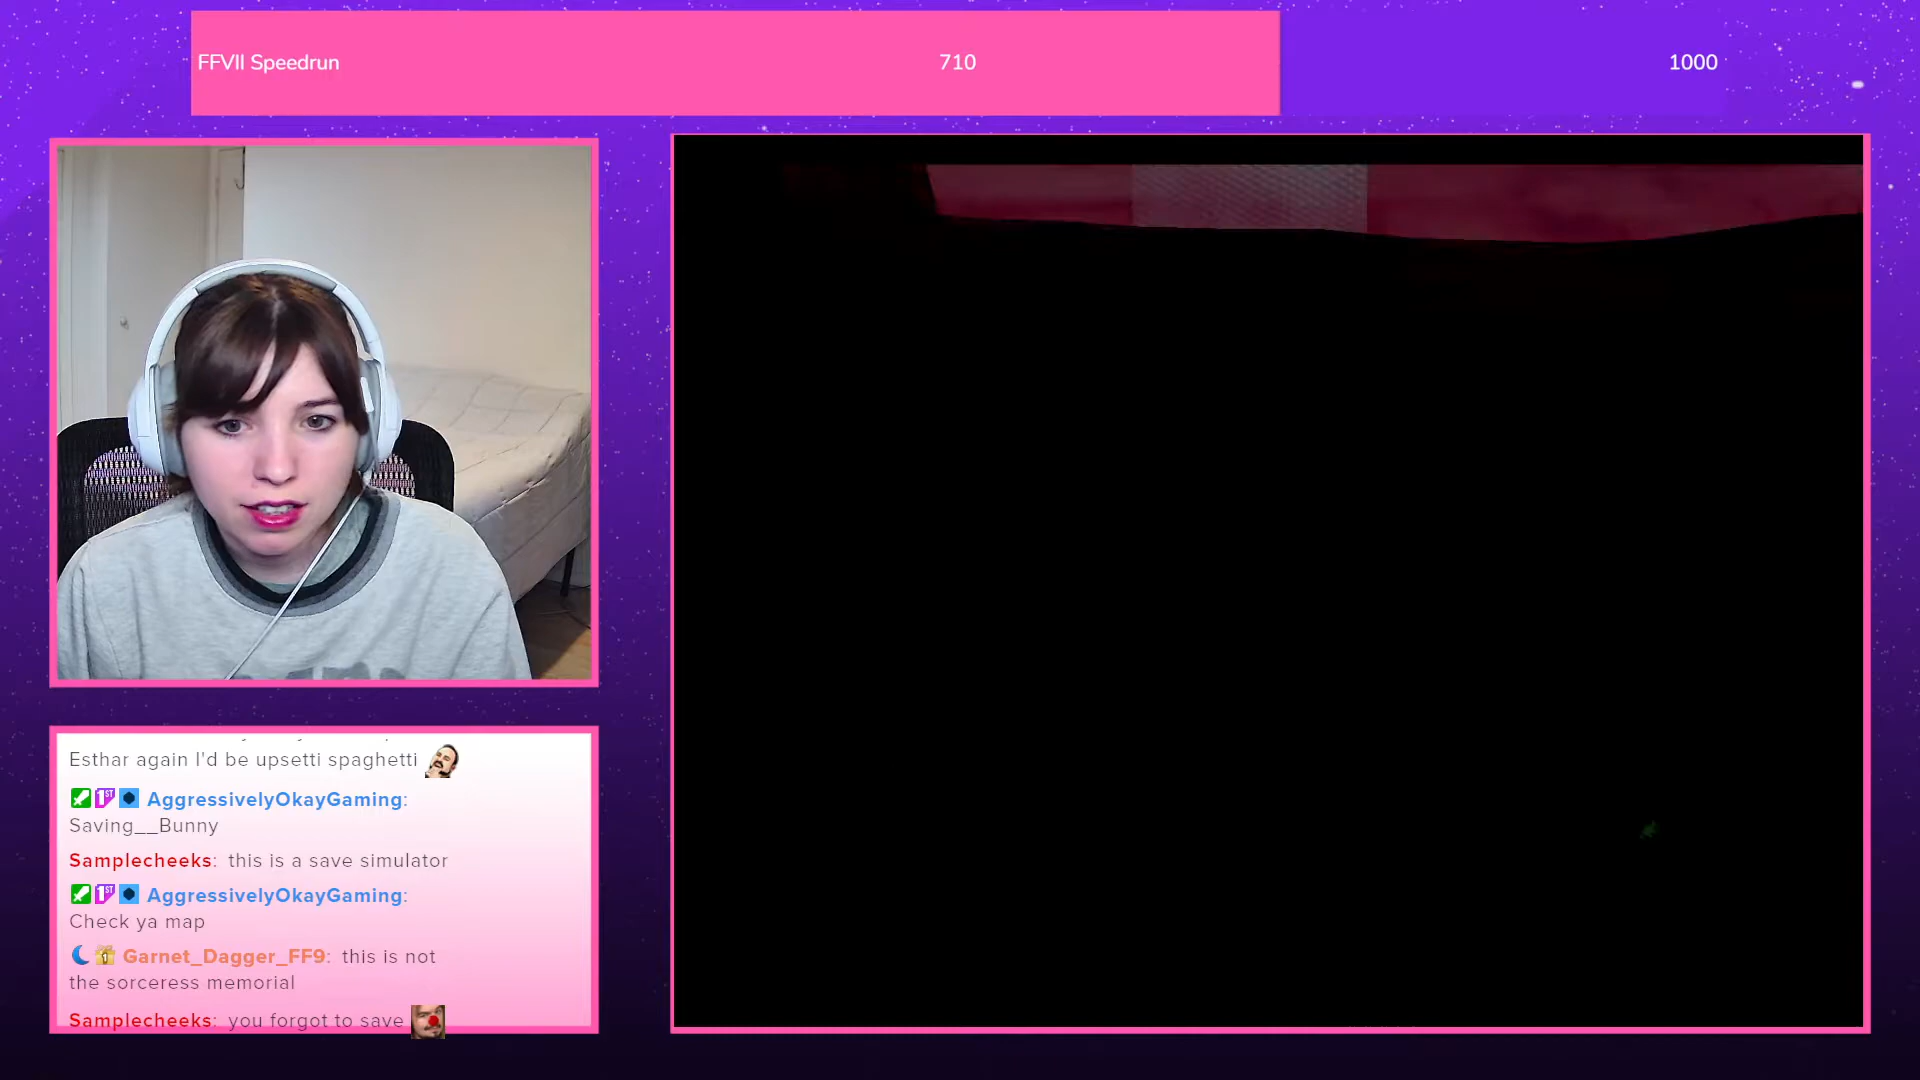 FFVII Speedrun 710 1000
Esthar again I'd be upsetti spaghetti
AggressivelyOkayGaming:
Saving__Bunny
Samplecheeks: this is a save simulator
AggressivelyOkayGaming:
Check ya map
Garnet_Dagger_FF9: this is not
the sorceress memorial
Samplecheeks: you forgot to save